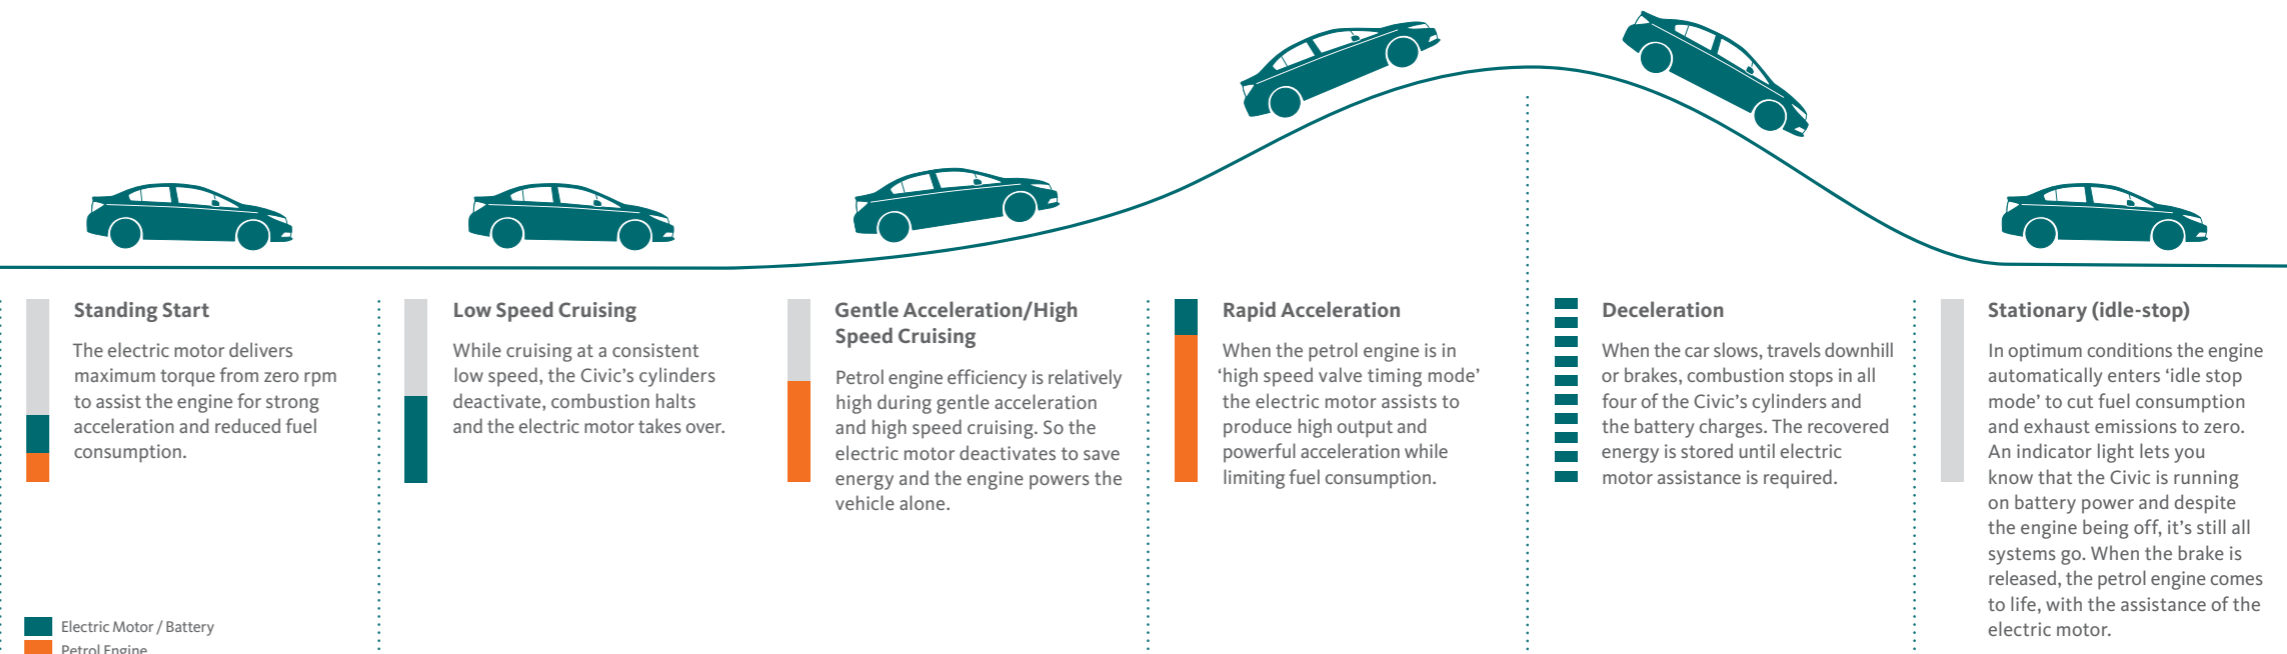 Standing Start
The electric motor delivers
maximum torque from zero rpm
to assist the engine for strong
acceleration and reduced fuel
consumption.
Low Speed Cruising
While cruising at a consistent
low speed, the Civic’s cylinders
deactivate, combustion halts
and the electric motor takes over.
Gentle Acceleration/High
Speed Cruising
Petrol engine efficiency is relatively
high during gentle acceleration
and high speed cruising. So the
electric motor deactivates to save
energy and the engine powers the
vehicle alone.
Rapid Acceleration
When the petrol engine is in
‘high speed valve timing mode’
the electric motor assists to
produce high output and
powerful acceleration while
limiting fuel consumption.
Deceleration
When the car slows, travels downhill
or brakes, combustion stops in all
four of the Civic’s cylinders and
the battery charges. The recovered
energy is stored until electric
motor assistance is required.
Stationary (idle-stop)
In optimum conditions the engine
automatically enters ‘idle stop
mode’ to cut fuel consumption
and exhaust emissions to zero.
An indicator light lets you
know that the Civic is running
on battery power and despite
the engine being off, it’s still all
systems go. When the brake is
released, the petrol engine comes
to life, with the assistance of the
electric motor.
Electric Motor / Battery
Petrol Engine